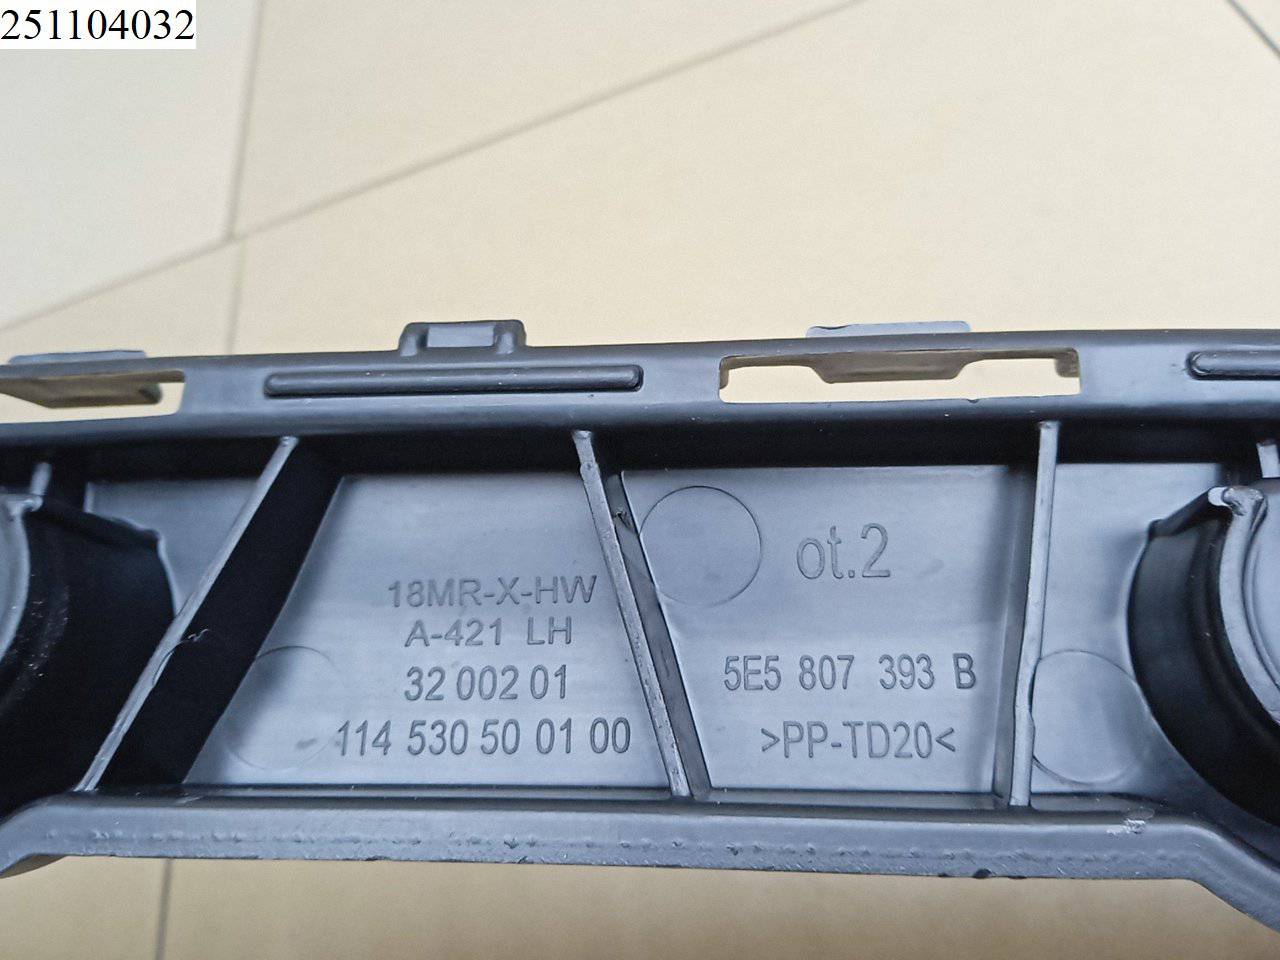 251104032
18MR-X-HW
A-421 LH
32 002 01
114 530 50 01 00
ot.2
5E5 807 393 B
>PP-TD20<